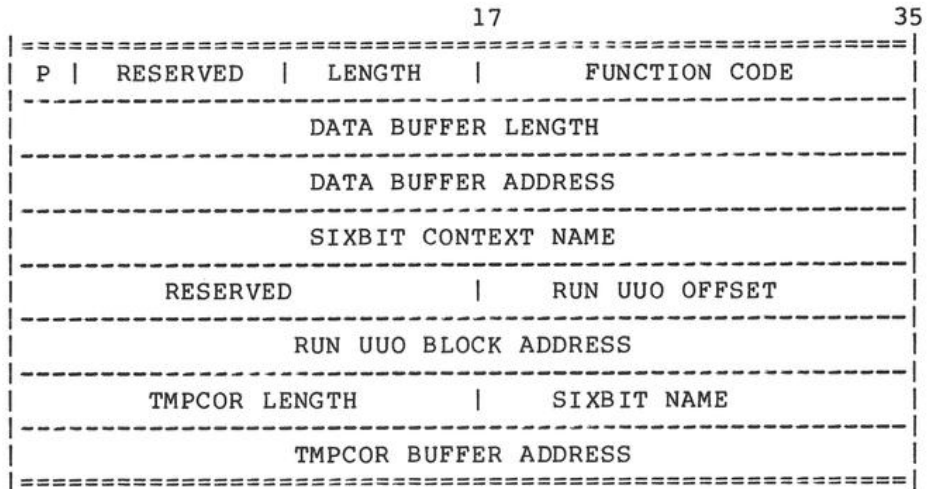 17 35
|================================================|
| P | RESERVED | LENGTH | FUNCTION CODE |
DATA BUFFER LENGTH
DATA BUFFER ADDRESS
SIXBIT CONTEXT NAME
RESERVED | RUN UUO OFFSET
RUN UUO BLOCK ADDRESS
TMPCOR LENGTH | SIXBIT NAME
TMPCOR BUFFER ADDRESS
|================================================|